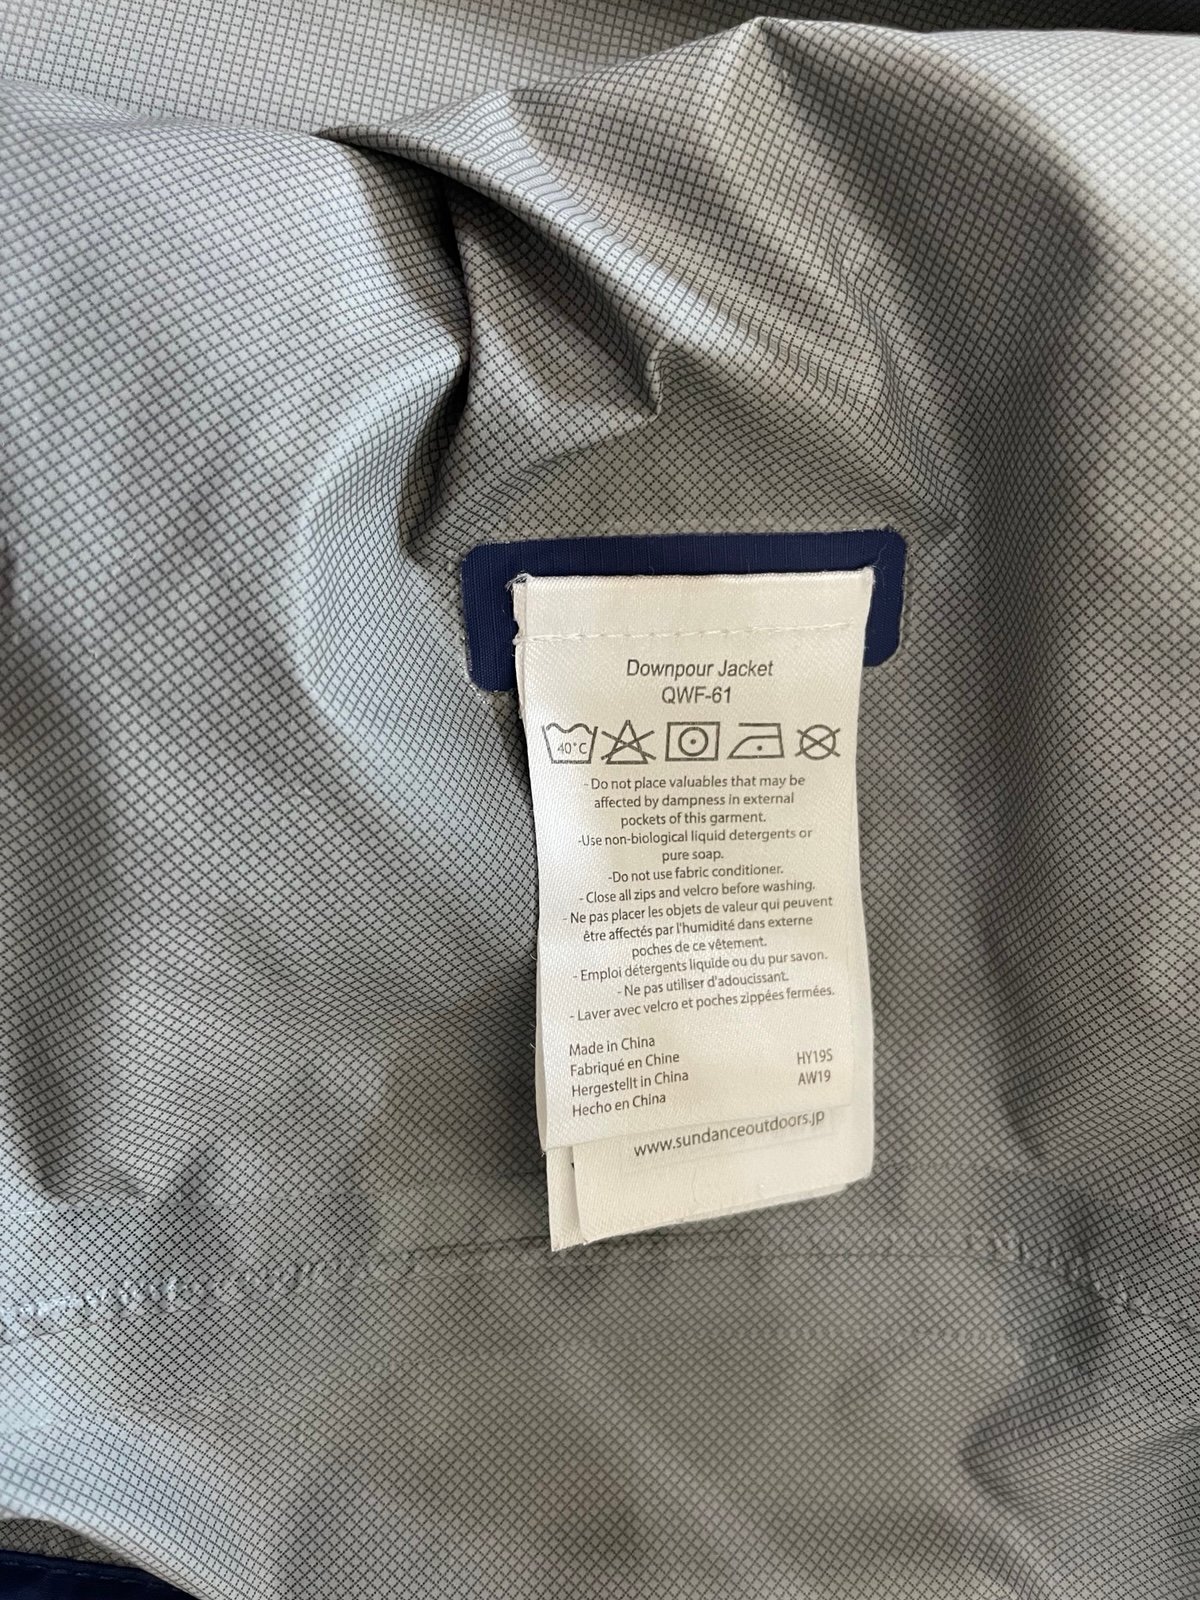 Downpour Jacket
QWF-61
40°C
- Do not place valuables that may be
affected by dampness in external
pockets of this garment.
-Use non-biological liquid detergents or
pure soap.
-Do not use fabric conditioner.
- Close all zips and velcro before washing.
- Ne pas placer les objets de valeur qui peuvent
être affectés par l'humidité dans externe
poches de ce vêtement.
- Emploi détergents liquide ou du pur savon.
- Ne pas utiliser d'adoucissant.
- Laver avec velcro et poches zippées fermées.
Made in China
Fabriqué en Chine HY19S
Hergestellt in China AW19
Hecho en China
www.sundanceoutdoors.jp